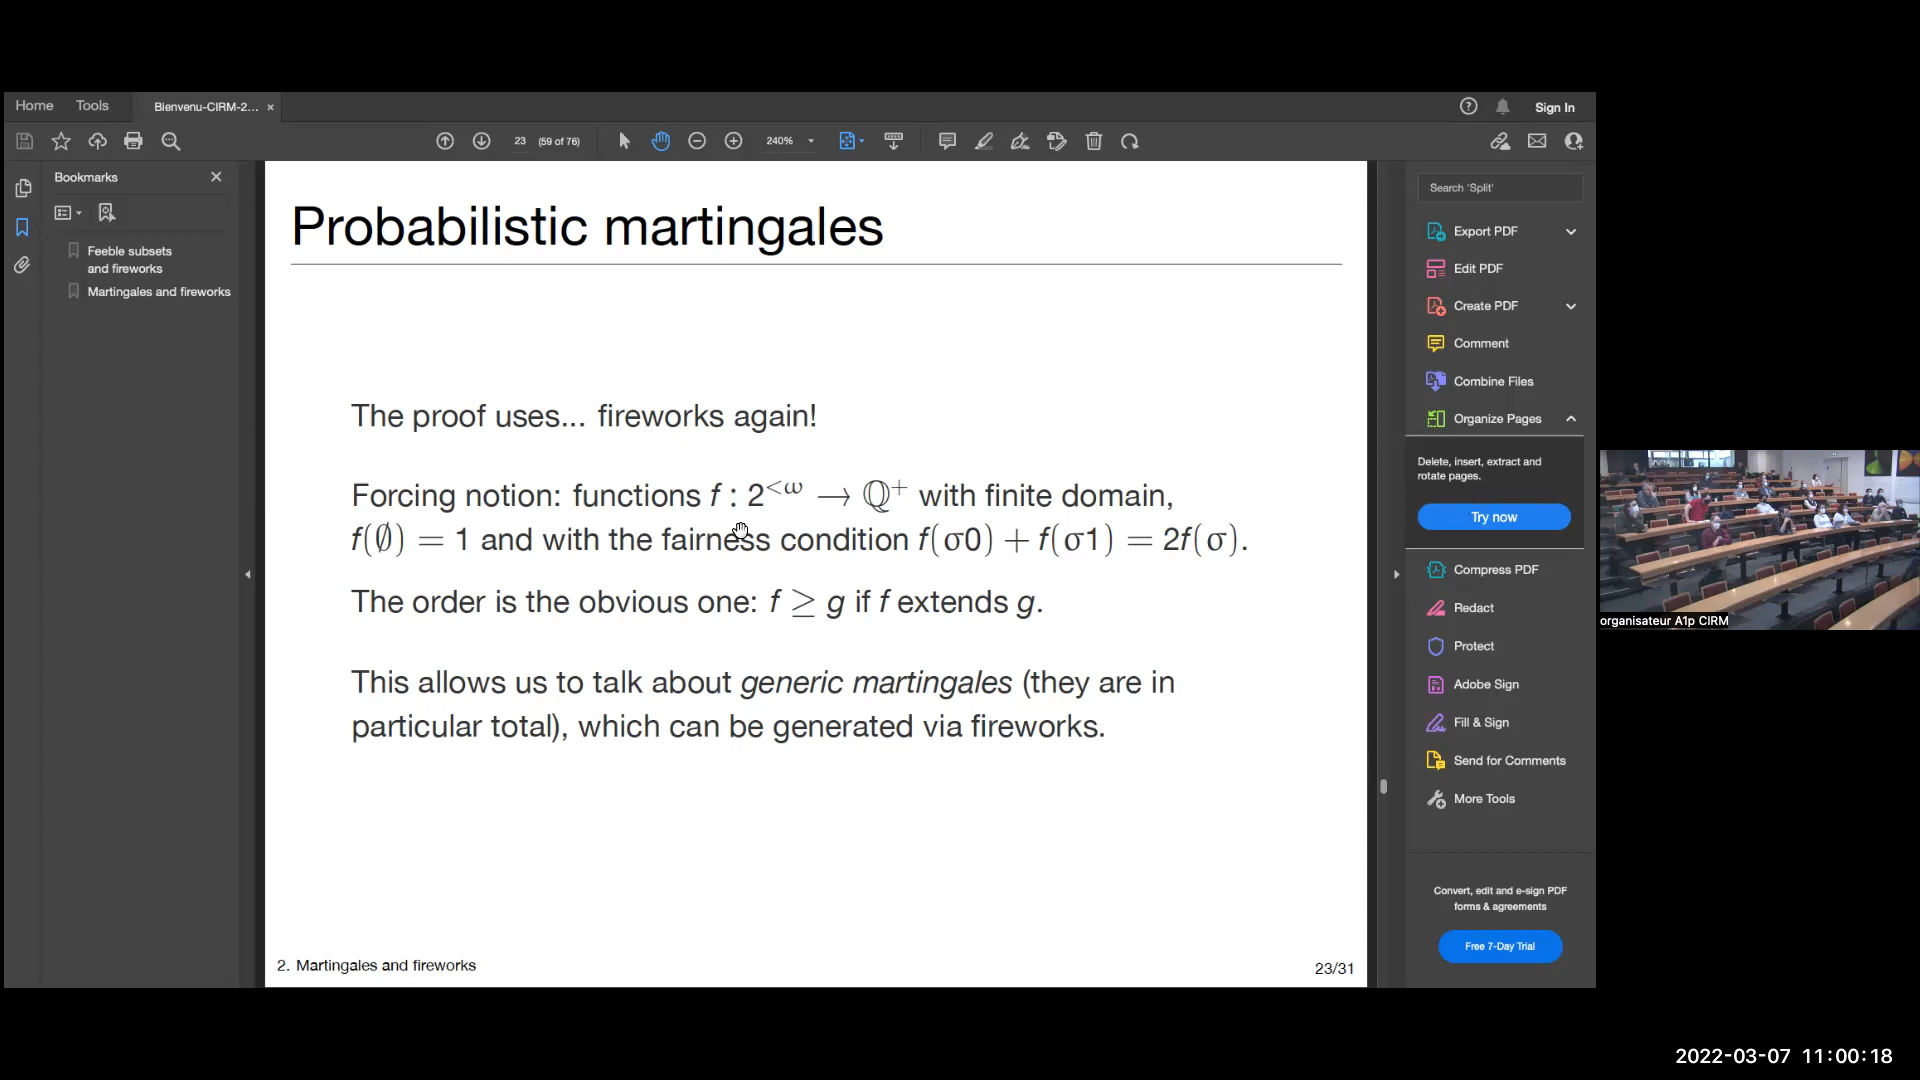 Home Tools Bienvenu-CIRM-2... × Sign In
23 (59 of 76) 240%
Bookmarks
Feeble subsets
and fireworks
Martingales and fireworks
Probabilistic martingales
The proof uses... fireworks again!
Forcing notion: functions f : 2^{<ω} → ℚ⁺ with finite domain,
f(∅) = 1 and with the fairness condition f(σ0) + f(σ1) = 2f(σ).
The order is the obvious one: f ≥ g if f extends g.
This allows us to talk about generic martingales (they are in
particular total), which can be generated via fireworks.
2. Martingales and fireworks
23/31
Search 'Split'
Export PDF
Edit PDF
Create PDF
Comment
Combine Files
Organize Pages
Delete, insert, extract and
rotate pages.
Try now
Compress PDF
Redact
Protect
Adobe Sign
Fill & Sign
Send for Comments
More Tools
Convert, edit and e-sign PDF
forms & agreements
Free 7-Day Trial
organisateur A1p CIRM
2022-03-07 11:00:18